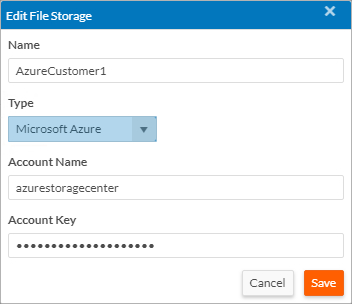 Edit File Storage
Name
AzureCustomer1
Type
Microsoft Azure
Account Name
azurestoragecenter
Account Key
••••••••••••••••••••
Cancel Save